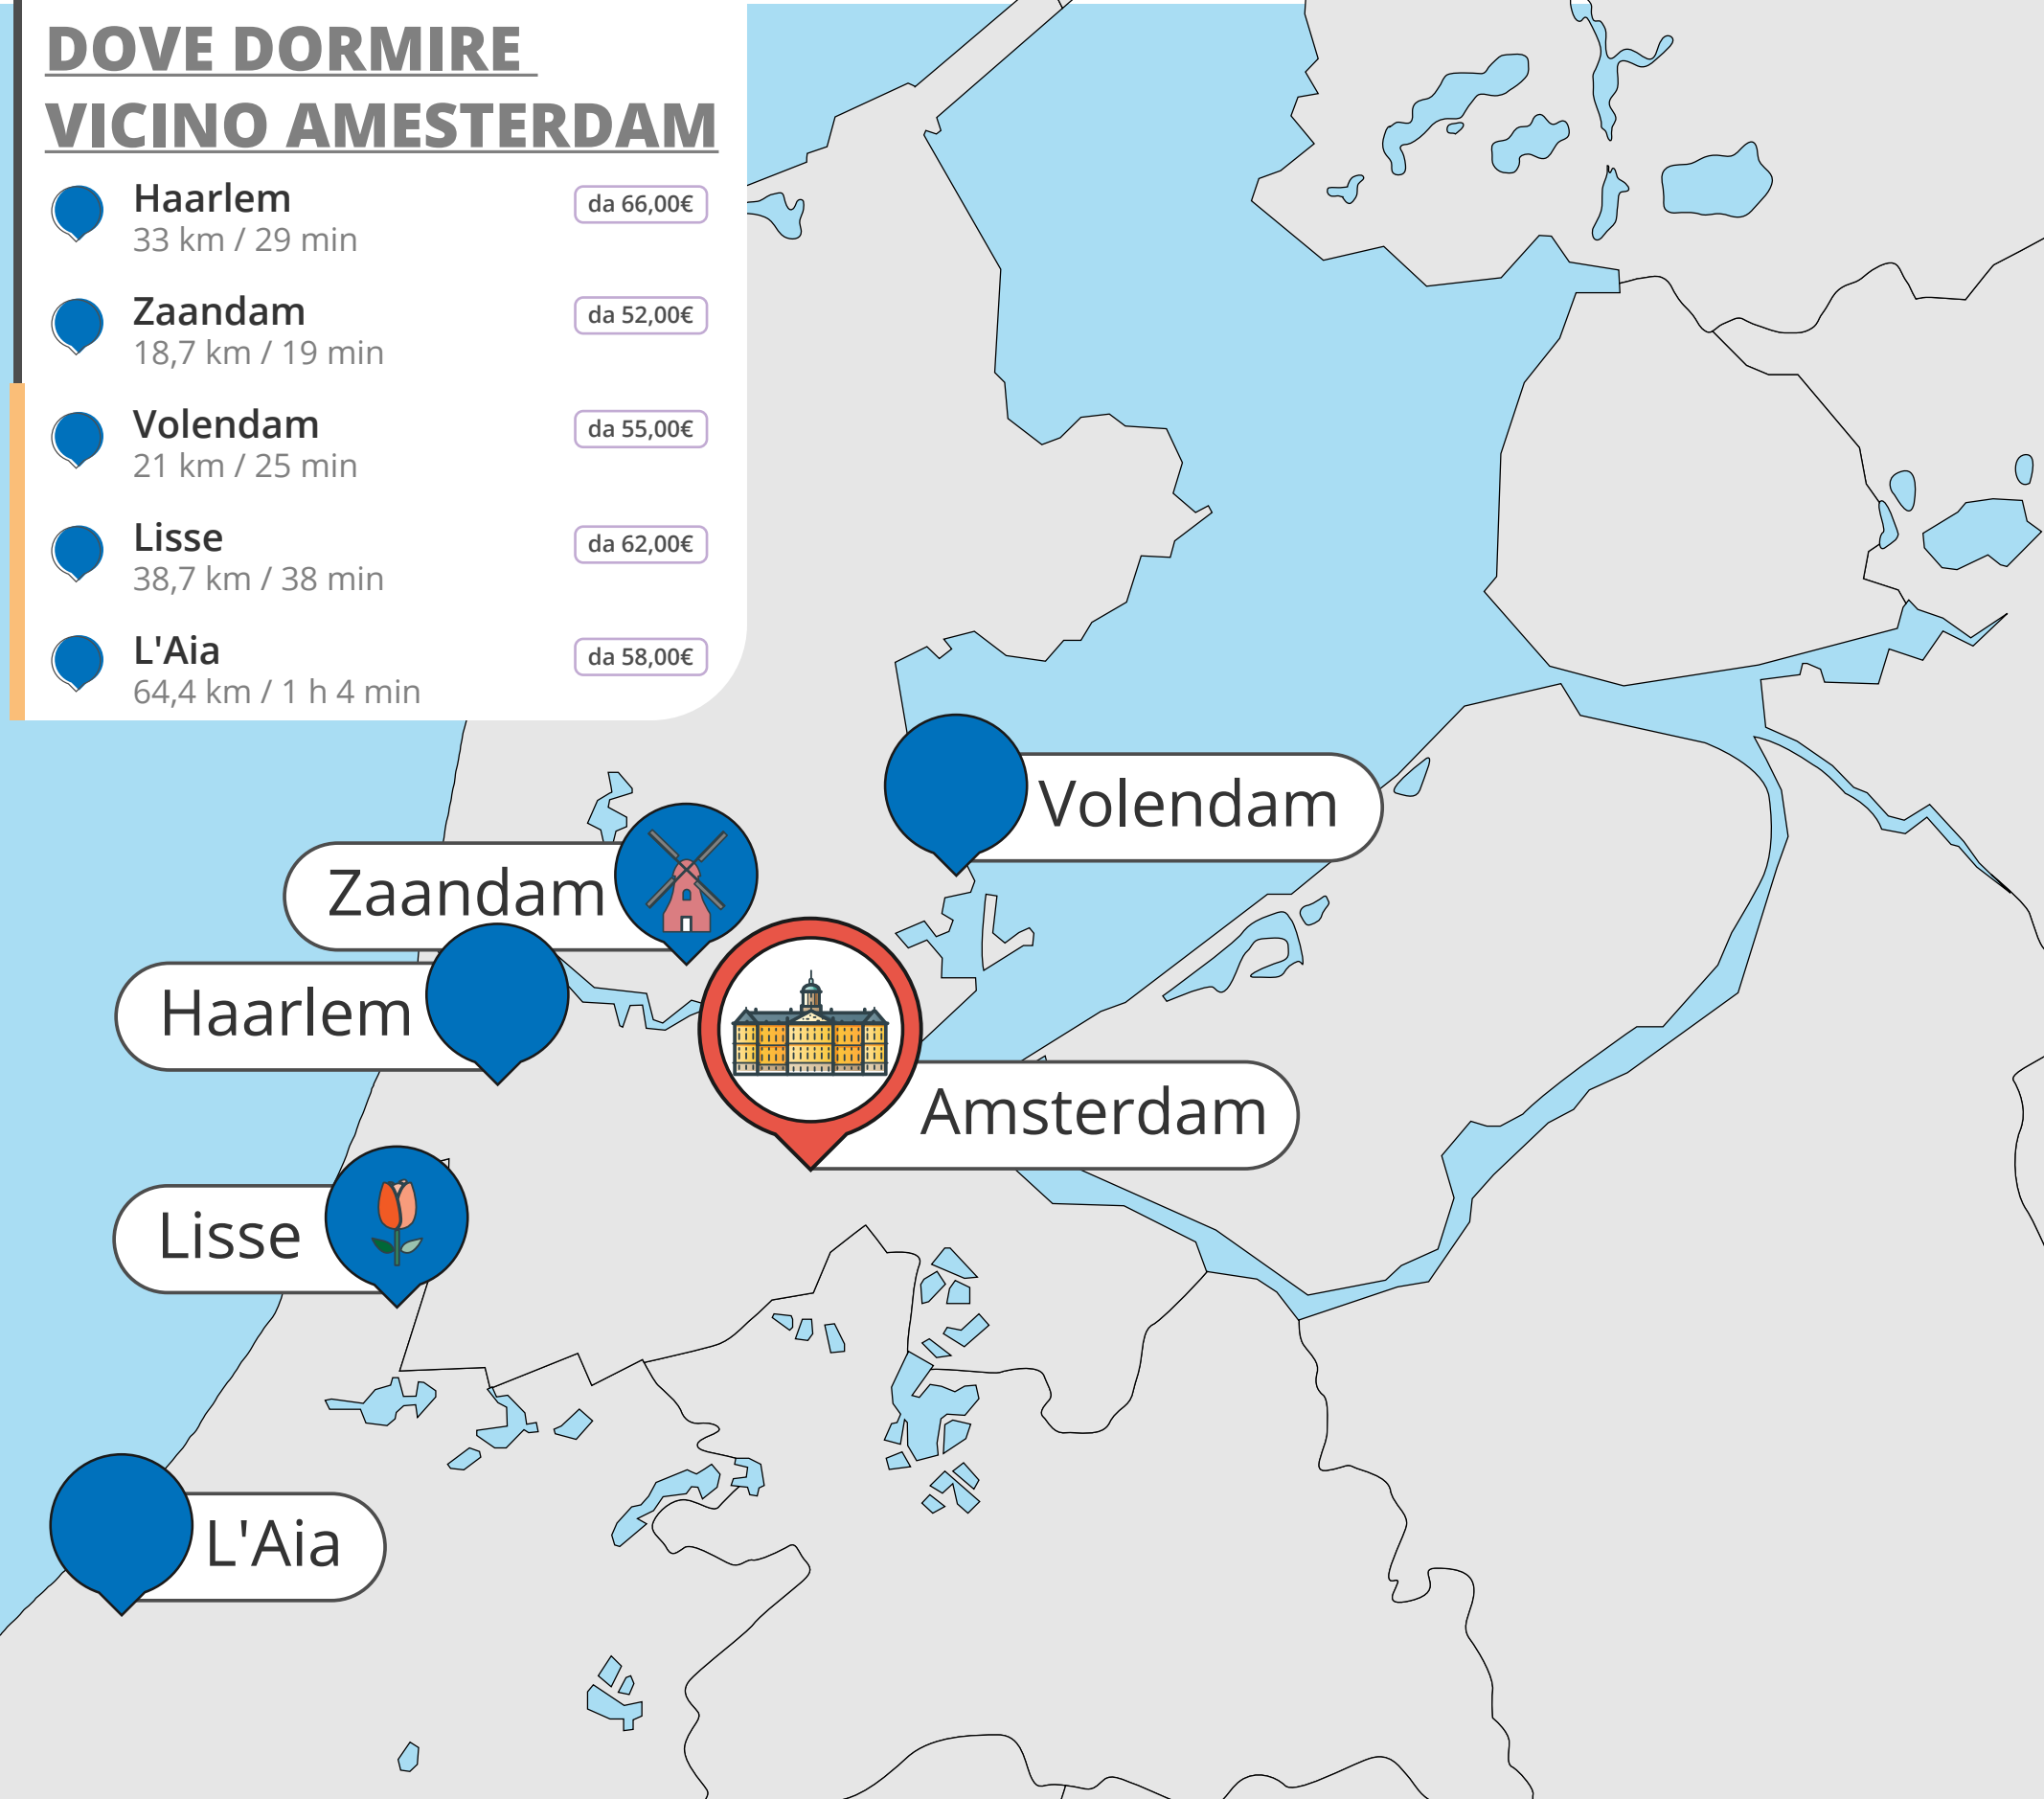 DOVE DORMIRE
VICINO AMESTERDAM
Haarlem
da 66,00€
33 km / 29 min
Zaandam
da 52,00€
18,7 km / 19 min
Volendam
da 55,00€
21 km / 25 min
Lisse
da 62,00€
38,7 km / 38 min
L'Aia
da 58,00€
64,4 km / 1 h 4 min
Volendam
Zaandam
Haarlem
Amsterdam
Lisse
L'Aia